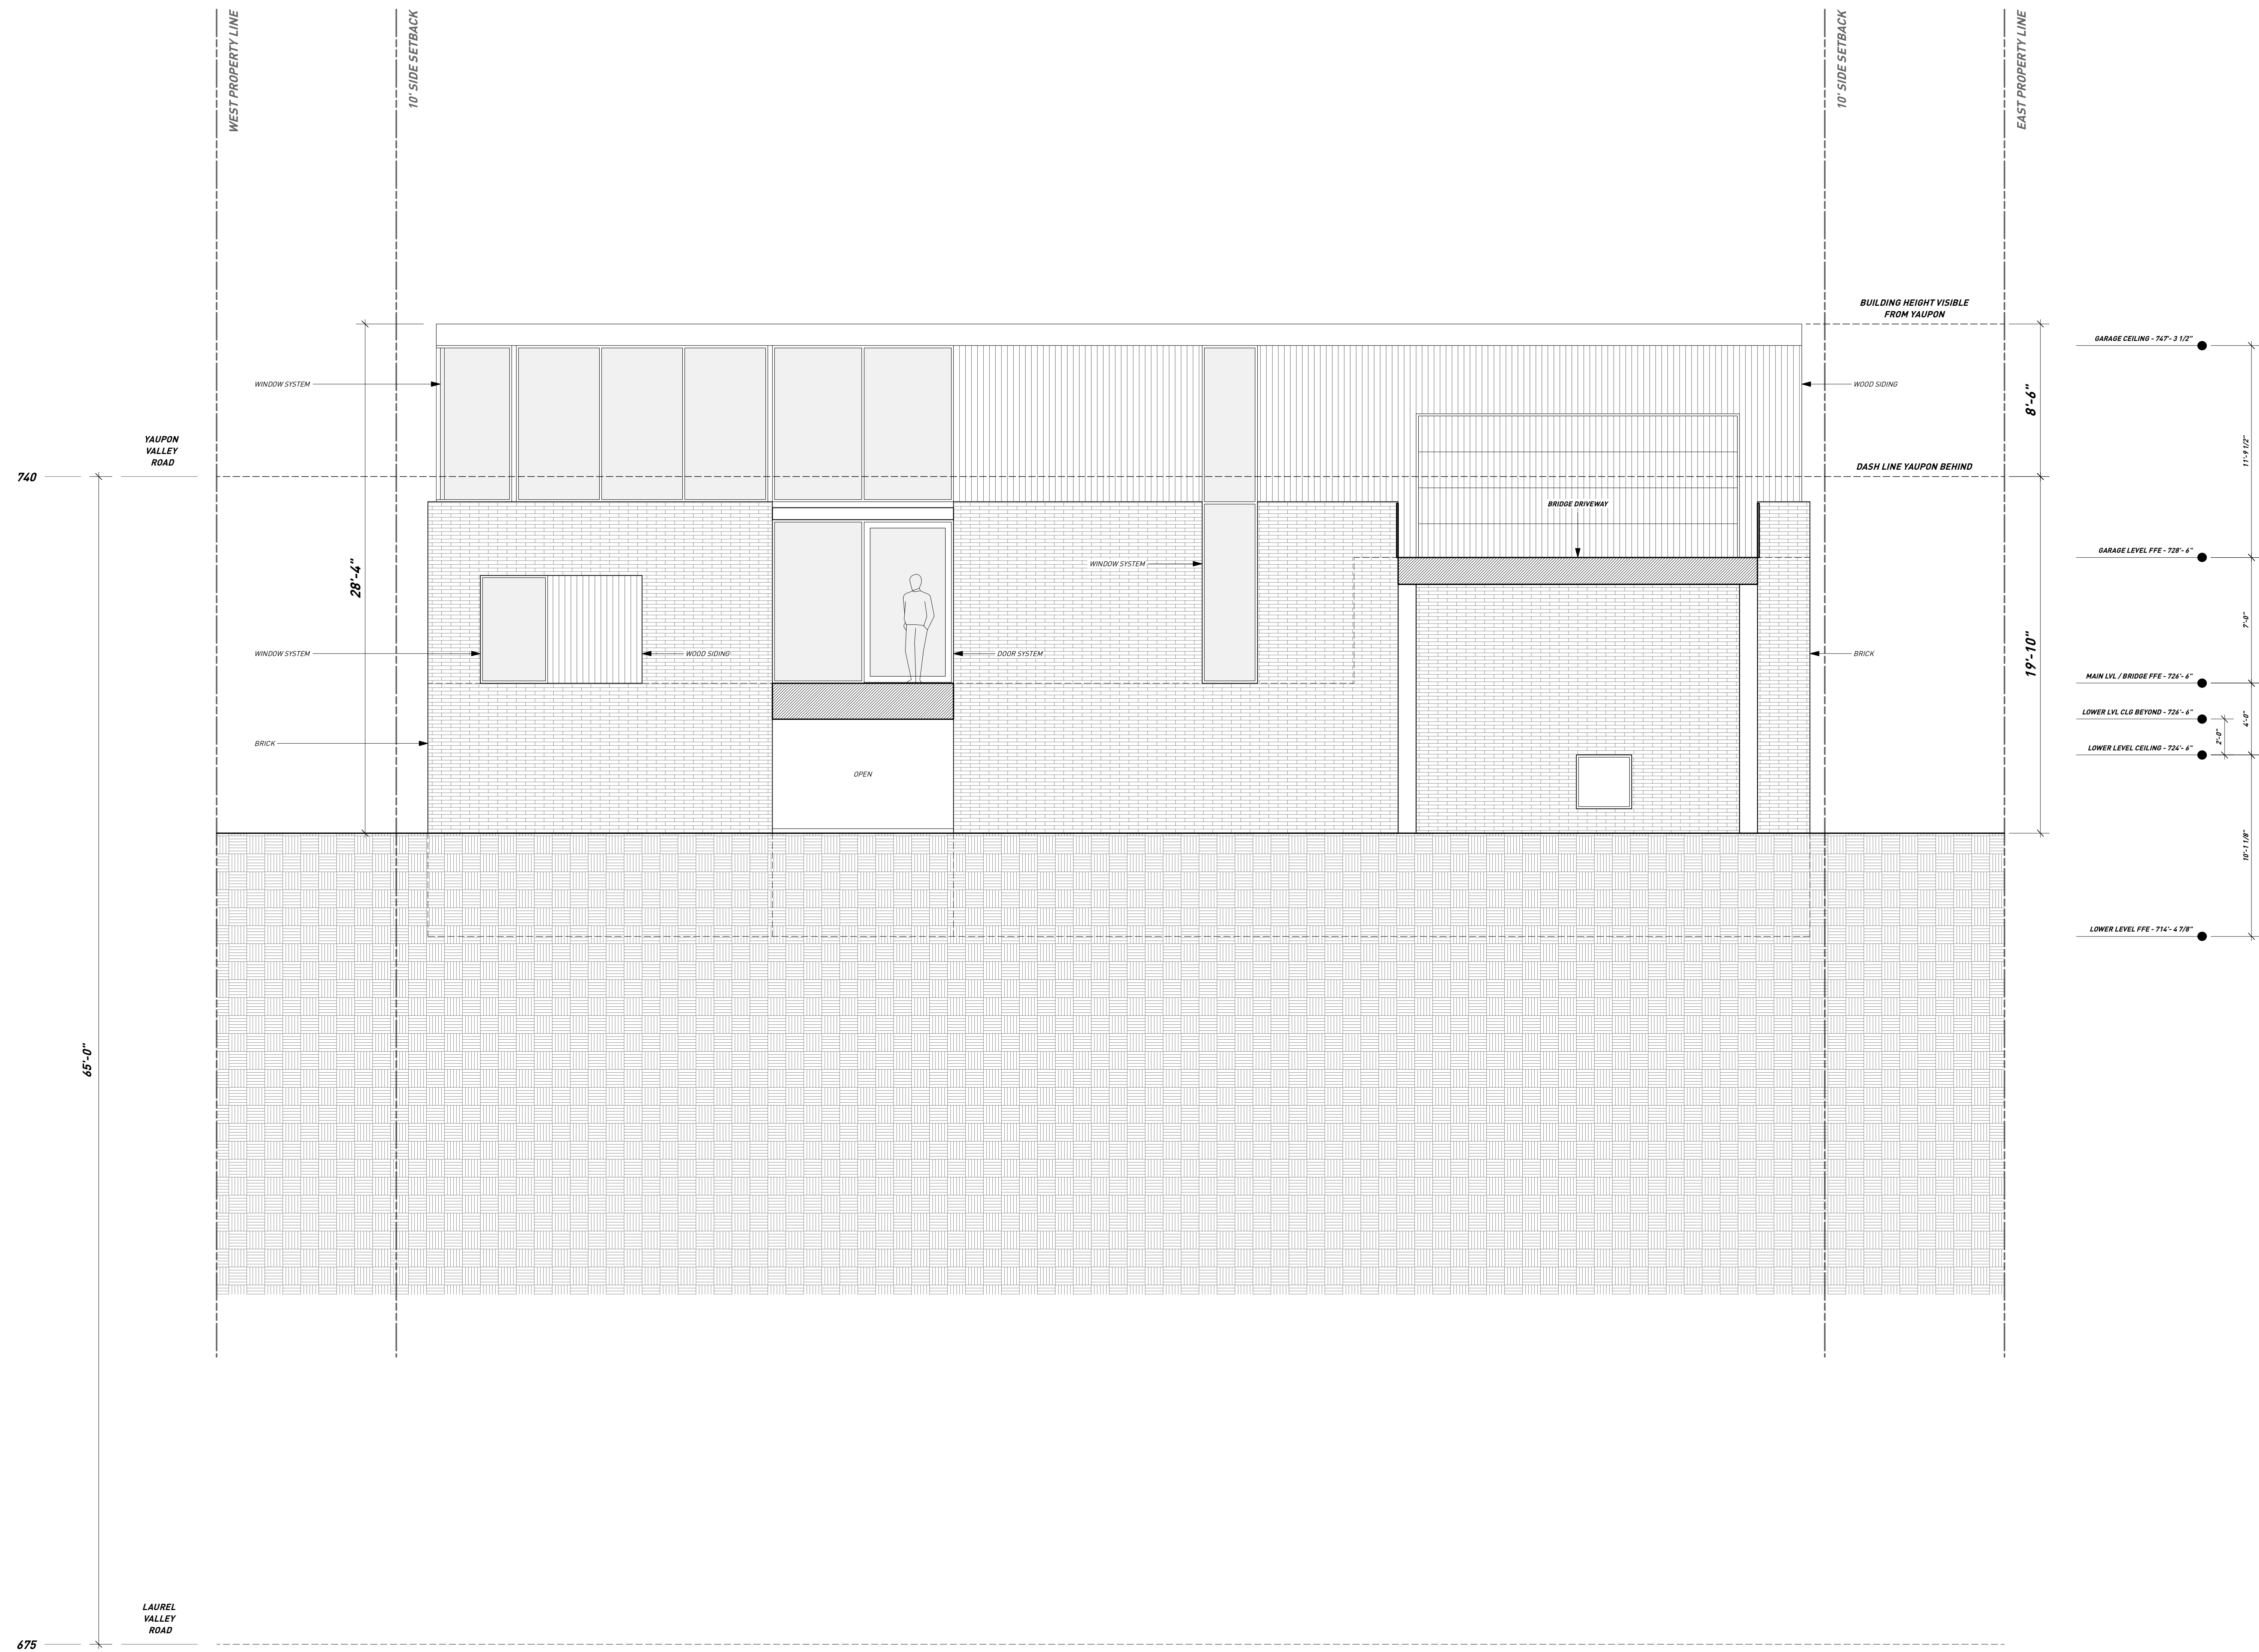 WEST PROPERTY LINE
10' SIDE SETBACK
10' SIDE SETBACK
EAST PROPERTY LINE
BUILDING HEIGHT VISIBLE
FROM YAUPON
GARAGE CEILING - 747'- 3 1/2"
WINDOW SYSTEM
WOOD SIDING
8'-6"
YAUPON
VALLEY
ROAD
11'-9 1/2"
740
DASH LINE YAUPON BEHIND
BRIDGE DRIVEWAY
GARAGE LEVEL FFE - 728'- 6"
28'-4"
WINDOW SYSTEM
7'-0"
WINDOW SYSTEM
WOOD SIDING
DOOR SYSTEM
BRICK
19'-10"
MAIN LVL / BRIDGE FFE - 726'- 6"
LOWER LVL CLG BEYOND - 726'- 6"
4'-0"
BRICK
2'-0"
LOWER LEVEL CEILING - 724'- 6"
OPEN
10'-1 1/8"
LOWER LEVEL FFE - 714'- 4 7/8"
65'-0"
LAUREL
VALLEY
ROAD
675